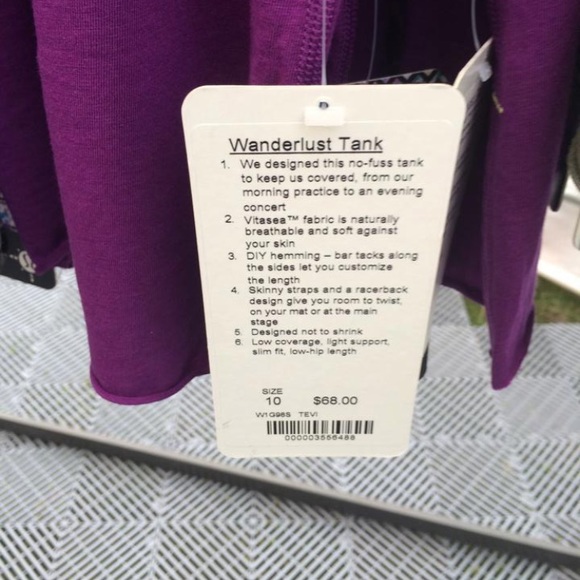 Wanderlust Tank
1. We designed this no-fuss tank
to keep us covered, from our
morning practice to an evening
concert
2. Vitasea™ fabric is naturally
breathable and soft against
your skin
3. DIY hemming – bar tacks along
the sides let you customize
the length
4. Skinny straps and a racerback
design give you room to twist,
on your mat or at the main
stage
5. Designed not to shrink
6. Low coverage, light support,
slim fit, low-hip length
SIZE
10 $68.00
W1G96S TEVI
000003556488